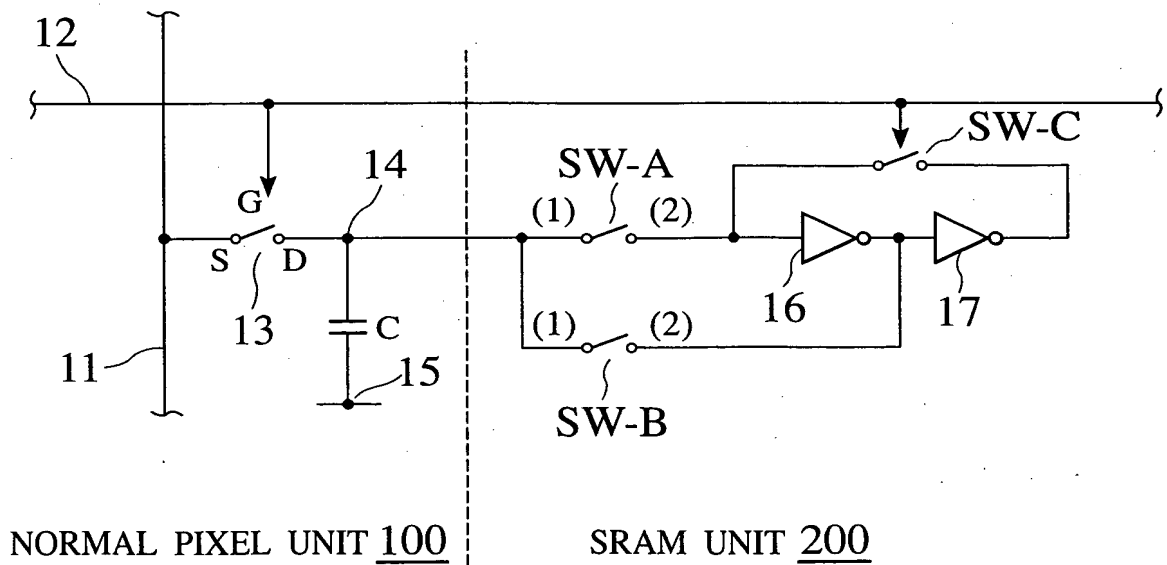 12
SW-C
SW-A
14
G
(1) (2)
S D
13
16
17
C
(1) (2)
11
15
SW-B
NORMAL PIXEL UNIT 100
SRAM UNIT 200